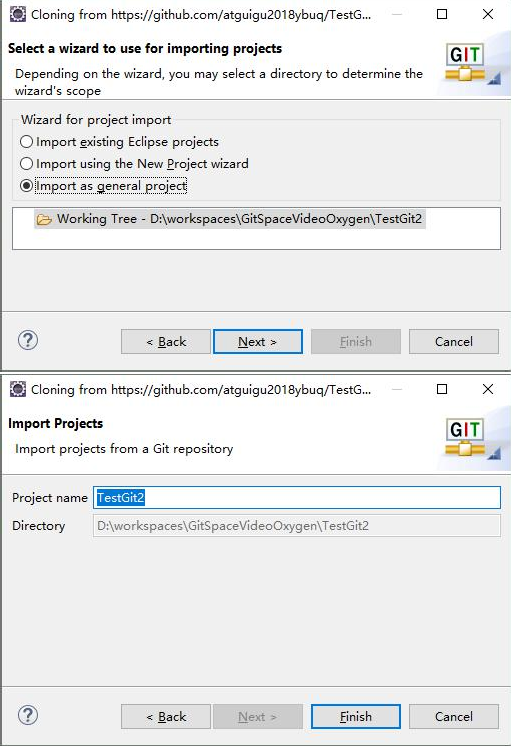 Cloning from https://github.com/atguigu2018ybuq/TestG...
Select a wizard to use for importing projects
Depending on the wizard, you may select a directory to determine the
wizard's scope
GIT
Wizard for project import
Import existing Eclipse projects
Import using the New Project wizard
Import as general project
Working Tree - D:\workspaces\GitSpaceVideoOxygen\TestGit2
?
< Back
Next >
Finish
Cancel
Cloning from https://github.com/atguigu2018ybuq/TestG...
Import Projects
Import projects from a Git repository
GIT
Project name TestGit2
Directory D:\workspaces\GitSpaceVideoOxygen\TestGit2
?
< Back
Next >
Finish
Cancel